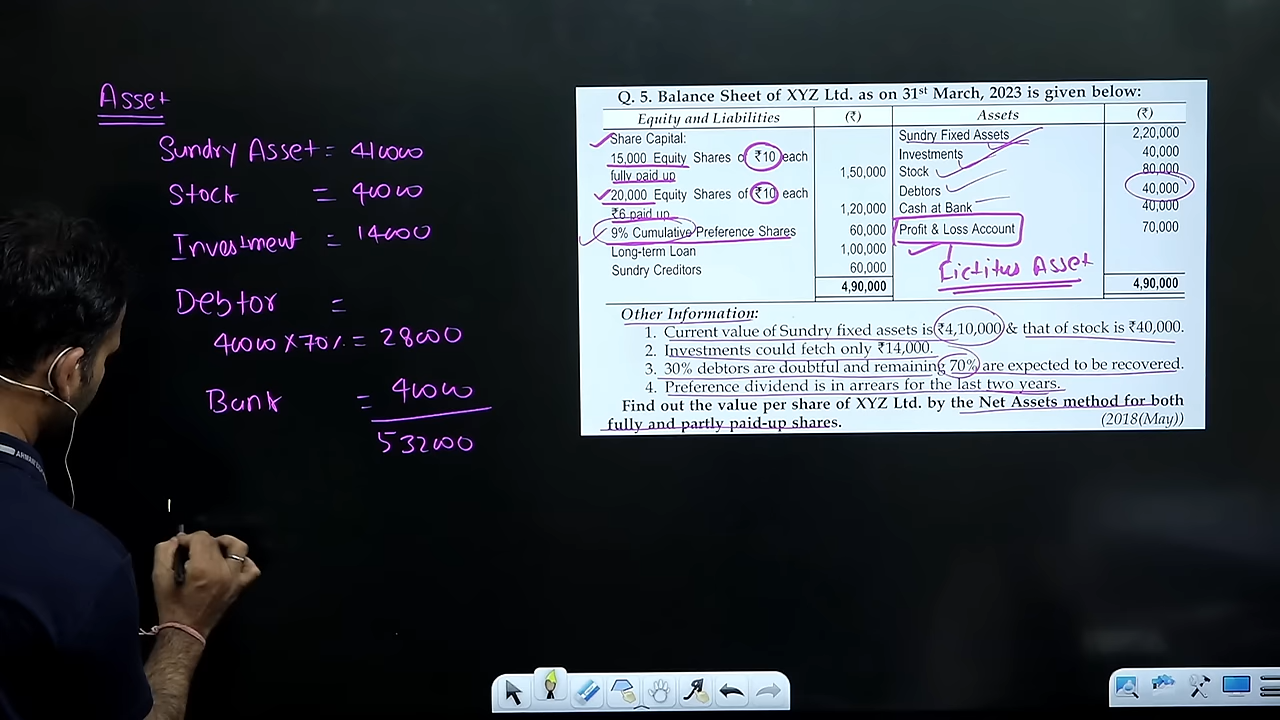 Asset
Sundry Asset = 410000
Stock = 40000
Investment = 14000
Debtor =
40000 X 70% = 28000
Bank = 40000
532000
Q. 5. Balance Sheet of XYZ Ltd. as on 31st March, 2023 is given below:
Equity and Liabilities (₹) Assets (₹)
Share Capital: Sundry Fixed Assets 2,20,000
15,000 Equity Shares of ₹10 each Investments 40,000
fully paid up 1,50,000 Stock 80,000
20,000 Equity Shares of ₹10 each Debtors 40,000
₹6 paid up 1,20,000 Cash at Bank 40,000
9% Cumulative Preference Shares 60,000 Profit & Loss Account 70,000
Long-term Loan 1,00,000
Sundry Creditors 60,000
4,90,000 4,90,000
Fictitus Asset
Other Information:
1. Current value of Sundry fixed assets is ₹4,10,000 & that of stock is ₹40,000.
2. Investments could fetch only ₹14,000.
3. 30% debtors are doubtful and remaining 70% are expected to be recovered.
4. Preference dividend is in arrears for the last two years.
Find out the value per share of XYZ Ltd. by the Net Assets method for both
fully and partly paid-up shares. (2018(May))